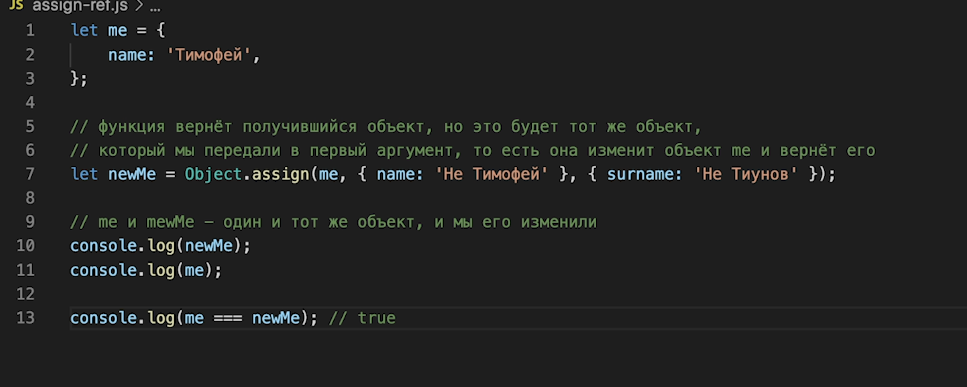 JS assign-ref.js > ...
1 let me = {
2 name: 'Тимофей',
3 };
4
5 // функция вернёт получившийся объект, но это будет тот же объект,
6 // который мы передали в первый аргумент, то есть она изменит объект me и вернёт его
7 let newMe = Object.assign(me, { name: 'Не Тимофей' }, { surname: 'Не Тиунов' });
8
9 // me и mewMe – один и тот же объект, и мы его изменили
10 console.log(newMe);
11 console.log(me);
12
13 console.log(me === newMe); // true